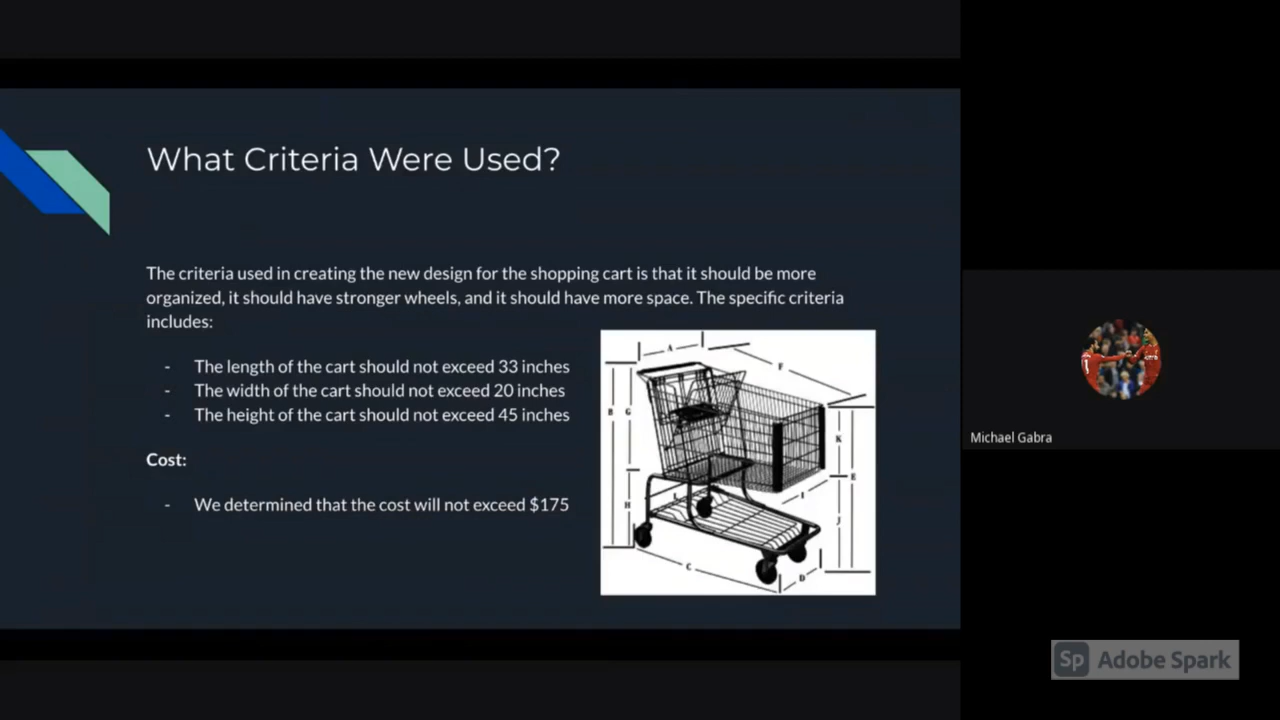 What Criteria Were Used?
The criteria used in creating the new design for the shopping cart is that it should be more
organized, it should have stronger wheels, and it should have more space. The specific criteria
includes:
- The length of the cart should not exceed 33 inches
- The width of the cart should not exceed 20 inches
- The height of the cart should not exceed 45 inches
Cost:
- We determined that the cost will not exceed $175
A
F
B
G
K
E
L
I
H
J
C
D
Michael Gabra
Sp Adobe Spark